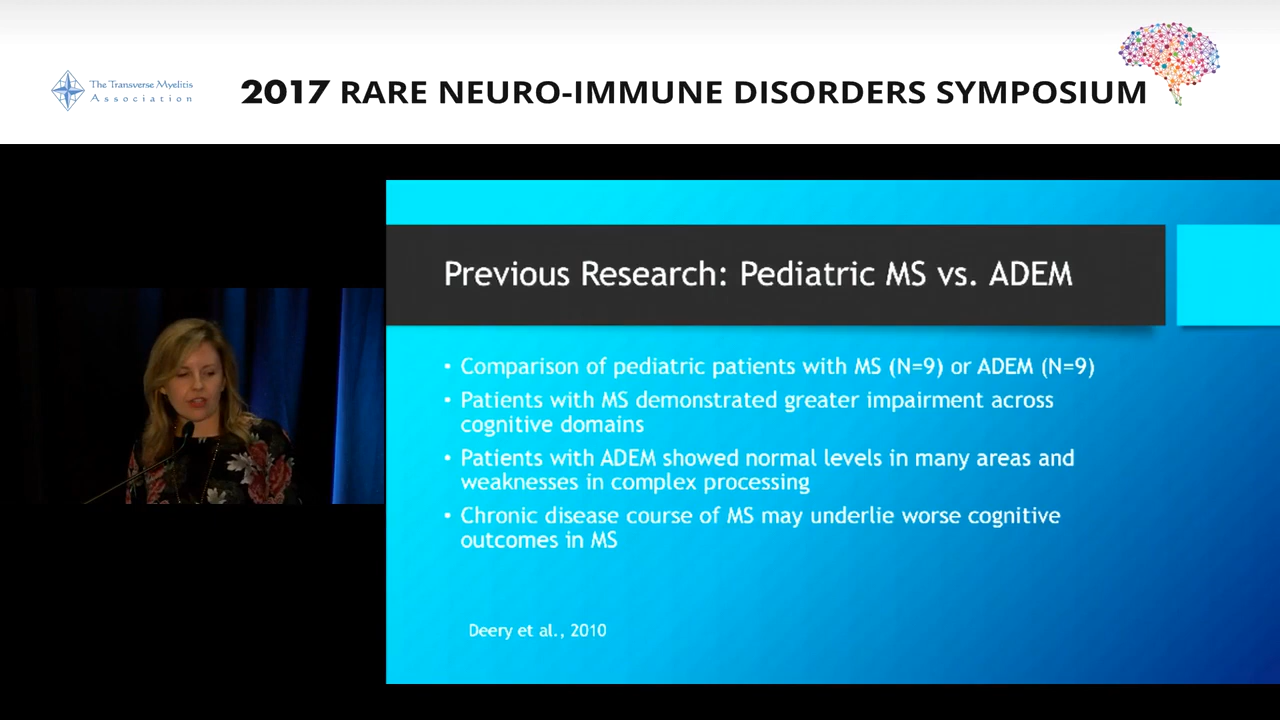 The Transverse Myelitis
Association
2017 RARE NEURO-IMMUNE DISORDERS SYMPOSIUM
Previous Research: Pediatric MS vs. ADEM
• Comparison of pediatric patients with MS (N=9) or ADEM (N=9)
• Patients with MS demonstrated greater impairment across
cognitive domains
• Patients with ADEM showed normal levels in many areas and
weaknesses in complex processing
• Chronic disease course of MS may underlie worse cognitive
outcomes in MS
Deery et al., 2010